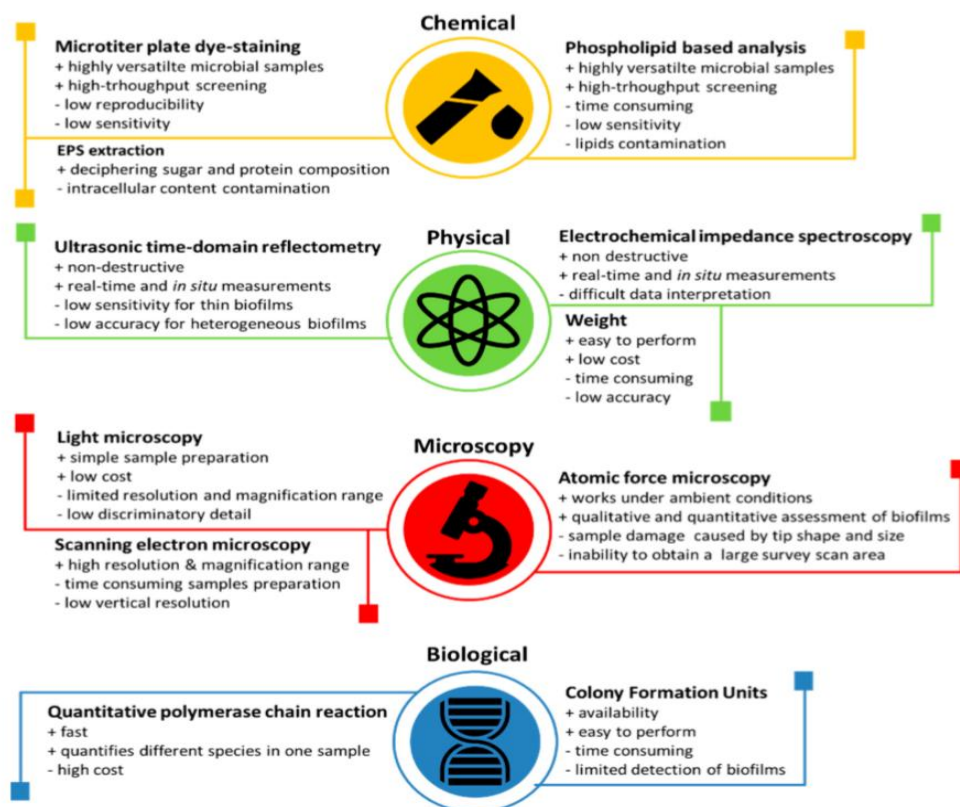 Chemical
Microtiter plate dye-staining
+ highly versatilte microbial samples
+ high-trhoughput screening
- low reproducibility
- low sensitivity
EPS extraction
+ deciphering sugar and protein composition
- intracellular content contamination
Phospholipid based analysis
+ highly versatilte microbial samples
+ high-trhoughput screening
- time consuming
- low sensitivity
- lipids contamination
Physical
Ultrasonic time-domain reflectometry
+ non-destructive
+ real-time and in situ measurements
- low sensitivity for thin biofilms
- low accuracy for heterogeneous biofilms
Electrochemical impedance spectroscopy
+ non destructive
+ real-time and in situ measurements
- difficult data interpretation
Weight
+ easy to perform
+ low cost
- time consuming
- low accuracy
Microscopy
Light microscopy
+ simple sample preparation
+ low cost
- limited resolution and magnification range
- low discriminatory detail
Scanning electron microscopy
+ high resolution & magnification range
- time consuming samples preparation
- low vertical resolution
Atomic force microscopy
+ works under ambient conditions
+ qualitative and quantitative assessment of biofilms
- sample damage caused by tip shape and size
- inability to obtain a large survey scan area
Biological
Quantitative polymerase chain reaction
+ fast
+ quantifies different species in one sample
- high cost
Colony Formation Units
+ availability
+ easy to perform
- time consuming
- limited detection of biofilms